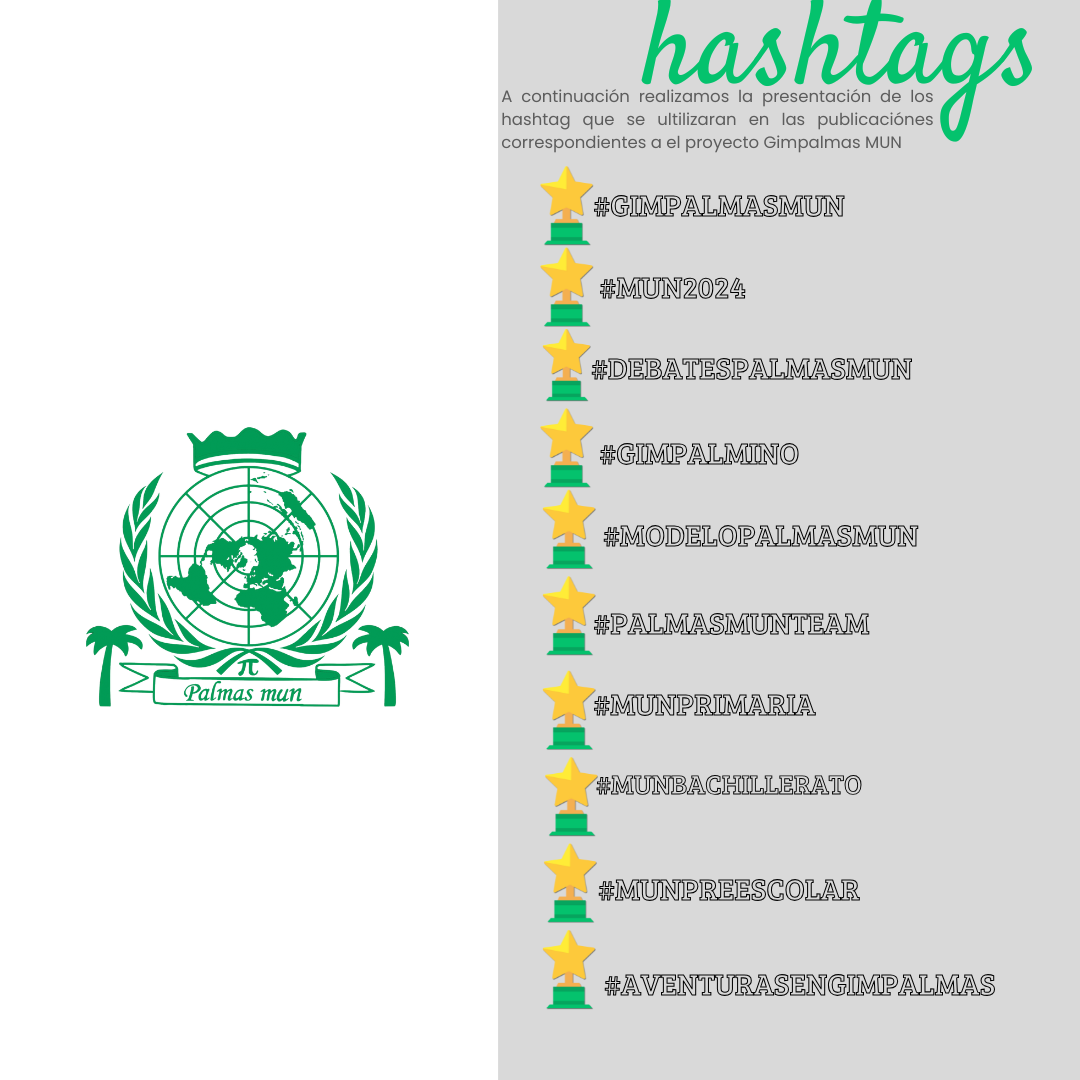 hashtags
A continuación realizamos la presentación de los
hashtag que se ultilizaran en las publicaciónes
correspondientes a el proyecto Gimpalmas MUN
#GIMPALMASMUN
#MUN2024
#DEBATESPALMASMUN
#GIMPALMINO
#MODELOPALMASMUN
#PALMASMUNTEAM
#MUNPRIMARIA
#MUNBACHILLERATO
#MUNPREESCOLAR
#AVENTURASENGIMPALMAS
π
Palmas mun